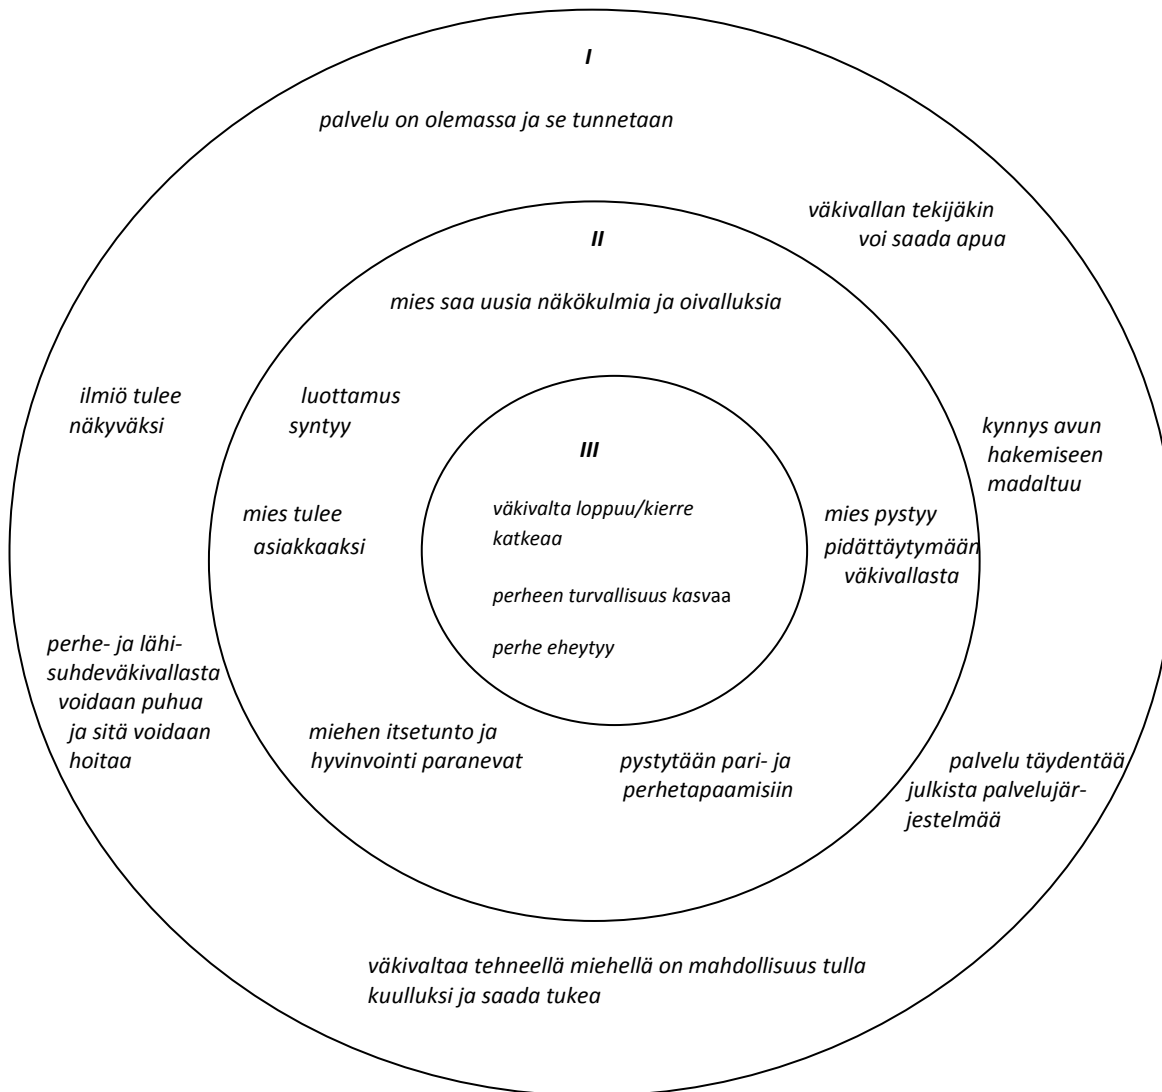 I
palvelu on olemassa ja se tunnetaan
väkivallan tekijäkin
voi saada apua
II
mies saa uusia näkökulmia ja oivalluksia
ilmiö tulee
näkyväksi
luottamus
syntyy
kynnys avun
hakemiseen
madaltuu
III
väkivalta loppuu/kierre
katkeaa
mies tulee
asiakkaaksi
mies pystyy
pidättäytymään
väkivallasta
perheen turvallisuus kasvaa
perhe eheytyy
perhe- ja lähi-
suhdeväkivallasta
voidaan puhua
ja sitä voidaan
hoitaa
miehen itsetunto ja
hyvinvointi paranevat
pystytään pari- ja
perhetapaamisiin
palvelu täydentää
julkista palvelujär-
jestelmää
väkivaltaa tehneellä miehellä on mahdollisuus tulla
kuulluksi ja saada tukea